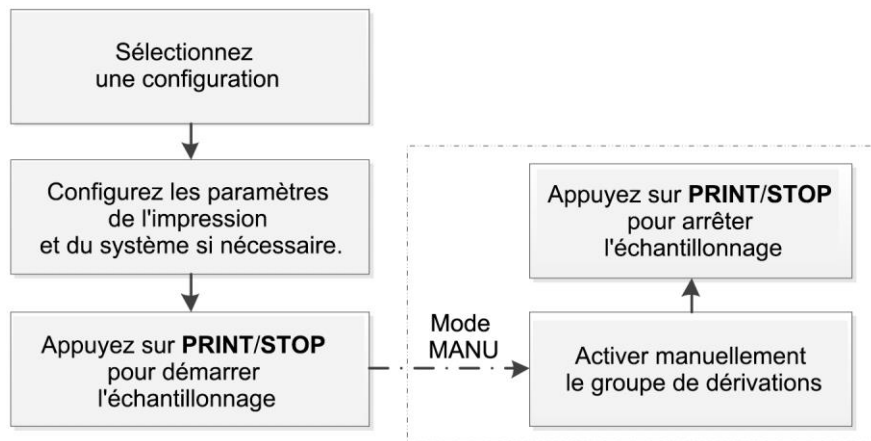 Sélectionnez
une configuration
Configurez les paramètres
de l'impression
et du système si nécessaire.
Appuyez sur PRINT/STOP
pour démarrer
l'échantillonnage
Mode
MANU
Activer manuellement
le groupe de dérivations
Appuyez sur PRINT/STOP
pour arrêter
l'échantillonnage